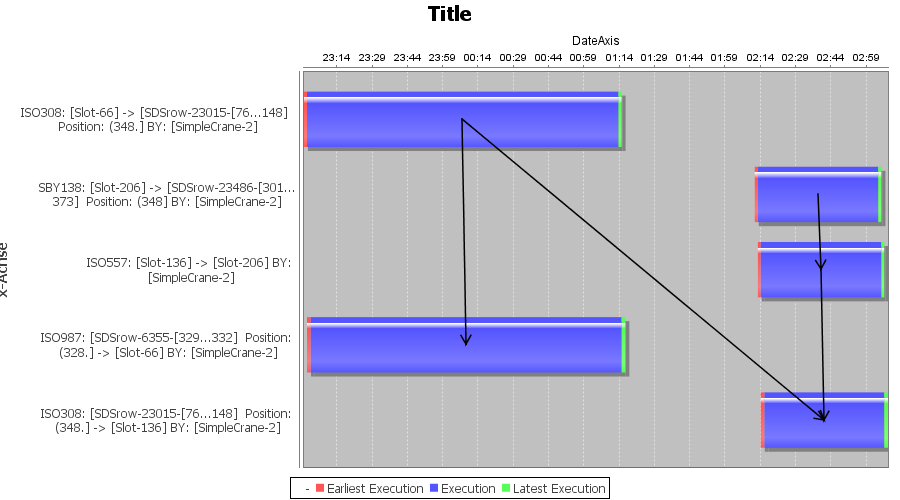 Title
DateAxis
23:14 23:29 23:44 23:59 00:14 00:29 00:44 00:59 01:14 01:29 01:44 01:59 02:14 02:29 02:44 02:59
ISO308: [Slot-66] -> [SDSrow-23015-[76...148]
Position: (348.] BY: [SimpleCrane-2]
SBY138: [Slot-206] -> [SDSrow-23486-[301...
373] Position: (348] BY: [SimpleCrane-2]
x-Achse
ISO557: [Slot-136] -> [Slot-206] BY:
[SimpleCrane-2]
ISO987: [SDSrow-6355-[329...332] Position:
(328.] -> [Slot-66] BY: [SimpleCrane-2]
ISO308: [SDSrow-23015-[76...148] Position:
(348.] -> [Slot-136] BY: [SimpleCrane-2]
- Earliest Execution Execution Latest Execution